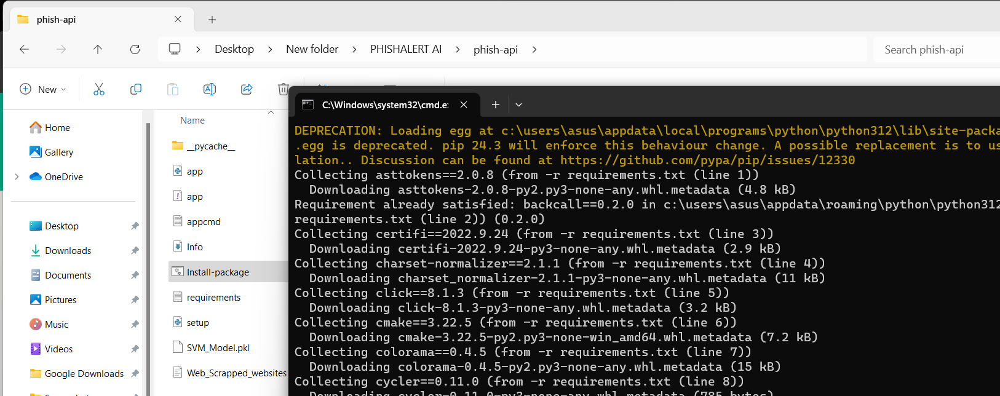 phish-api
Desktop
New folder
PHISHALERT AI
phish-api
Search phish-api
New
C:\Windows\system32\cmd.e
Home
Gallery
OneDrive
Desktop
Downloads
Documents
Pictures
Music
Videos
Google Downloads
Name
__pycache__
app
app
appcmd
Info
Install-package
requirements
setup
SVM_Model.pkl
Web_Scrapped_websites
DEPRECATION: Loading egg at c:\users\asus\appdata\local\programs\python\python312\lib\site-packa
.egg is deprecated. pip 24.3 will enforce this behaviour change. A possible replacement is to us
lation.. Discussion can be found at https://github.com/pypa/pip/issues/12330
Collecting asttokens==2.0.8 (from -r requirements.txt (line 1))
Downloading asttokens-2.0.8-py2.py3-none-any.whl.metadata (4.8 kB)
Requirement already satisfied: backcall==0.2.0 in c:\users\asus\appdata\roaming\python\python312
requirements.txt (line 2)) (0.2.0)
Collecting certifi==2022.9.24 (from -r requirements.txt (line 3))
Downloading certifi-2022.9.24-py3-none-any.whl.metadata (2.9 kB)
Collecting charset-normalizer==2.1.1 (from -r requirements.txt (line 4))
Downloading charset_normalizer-2.1.1-py3-none-any.whl.metadata (11 kB)
Collecting click==8.1.3 (from -r requirements.txt (line 5))
Downloading click-8.1.3-py3-none-any.whl.metadata (3.2 kB)
Collecting cmake==3.22.5 (from -r requirements.txt (line 6))
Downloading cmake-3.22.5-py2.py3-none-win_amd64.whl.metadata (7.2 kB)
Collecting colorama==0.4.5 (from -r requirements.txt (line 7))
Downloading colorama-0.4.5-py2.py3-none-any.whl.metadata (15 kB)
Collecting cycler==0.11.0 (from -r requirements.txt (line 8))
Downloading cycler-0.11.0-py3-none-any.whl.metadata (785 bytes)